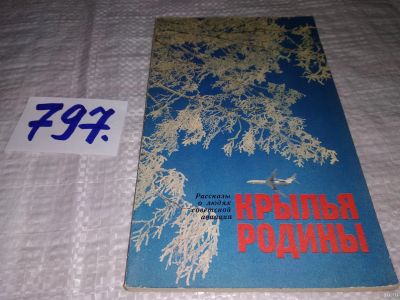 797.
Рассказы
о людях
советской
авиации
КРЫЛЬЯ
РОДИНЫ